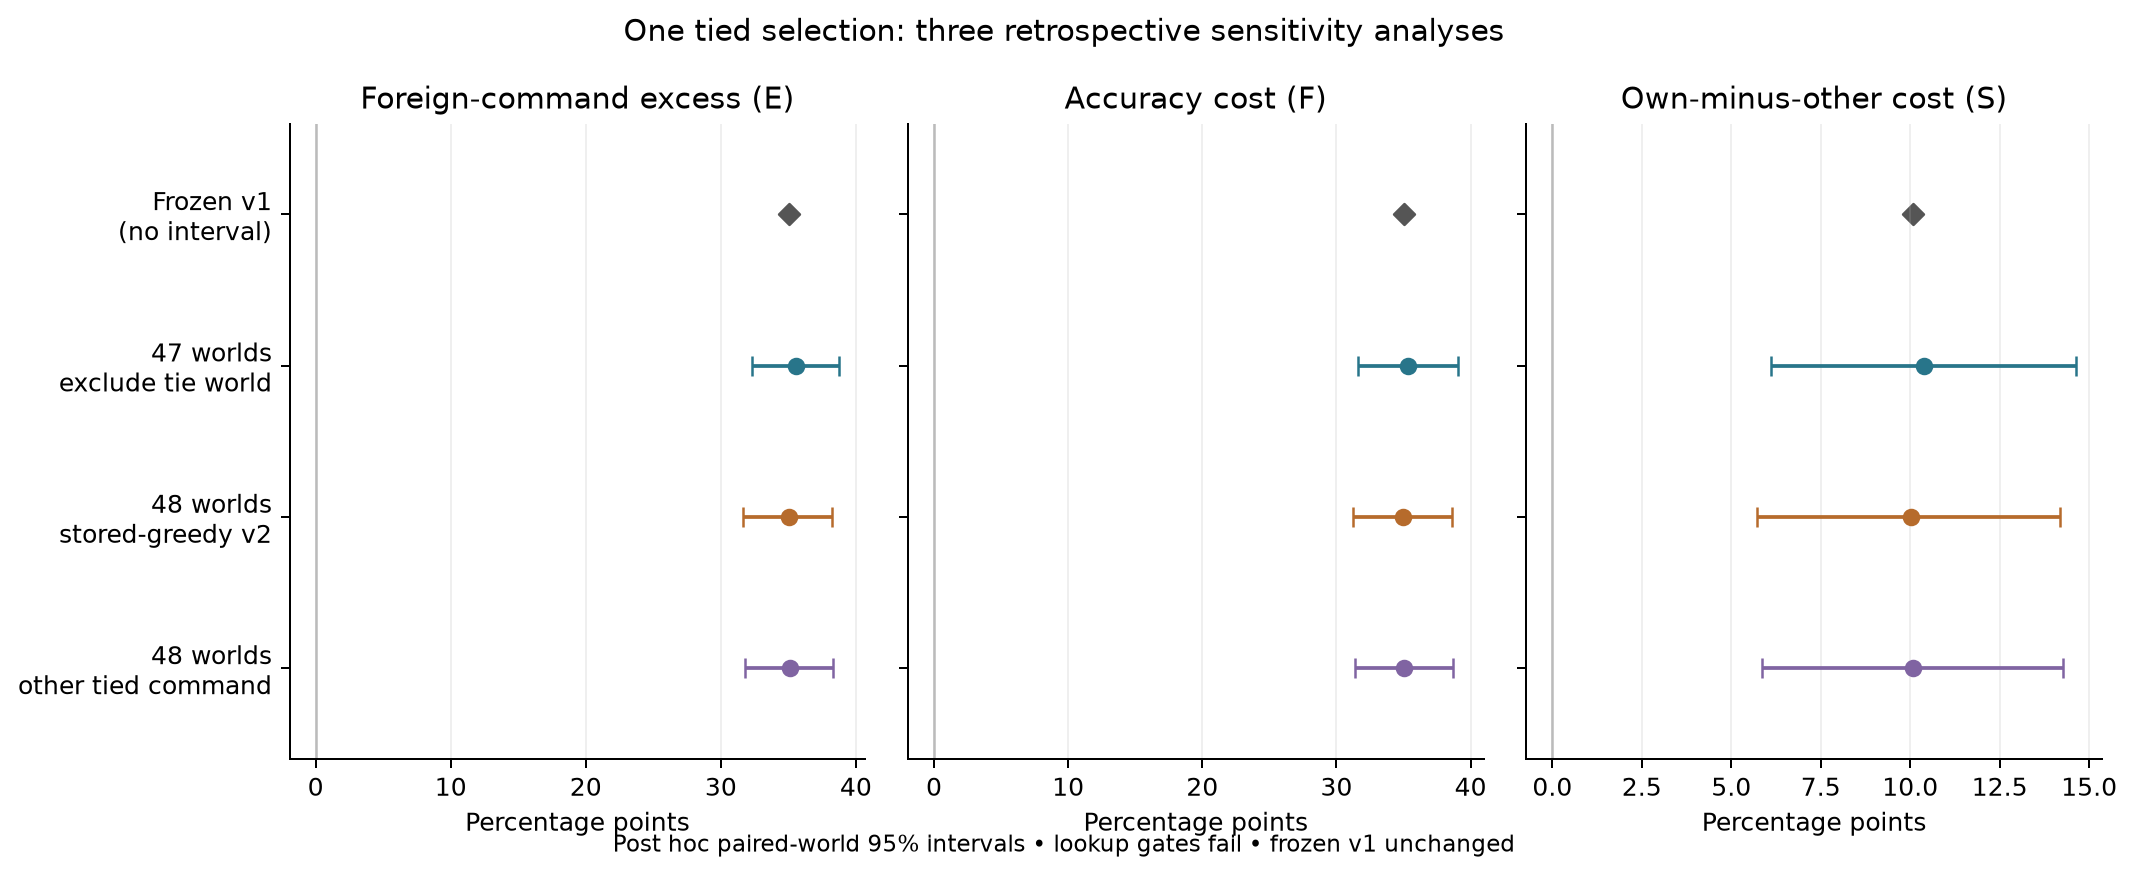 One tied selection: three retrospective sensitivity analyses
Foreign-command excess (E)
Accuracy cost (F)
Own-minus-other cost (S)
Frozen v1
(no interval)
47 worlds
exclude tie world
48 worlds
stored-greedy v2
48 worlds
other tied command
0 10 20 30 40
0 10 20 30 40
0.0 2.5 5.0 7.5 10.0 12.5 15.0
Percentage points
Percentage points
Percentage points
Post hoc paired-world 95% intervals • lookup gates fail • frozen v1 unchanged